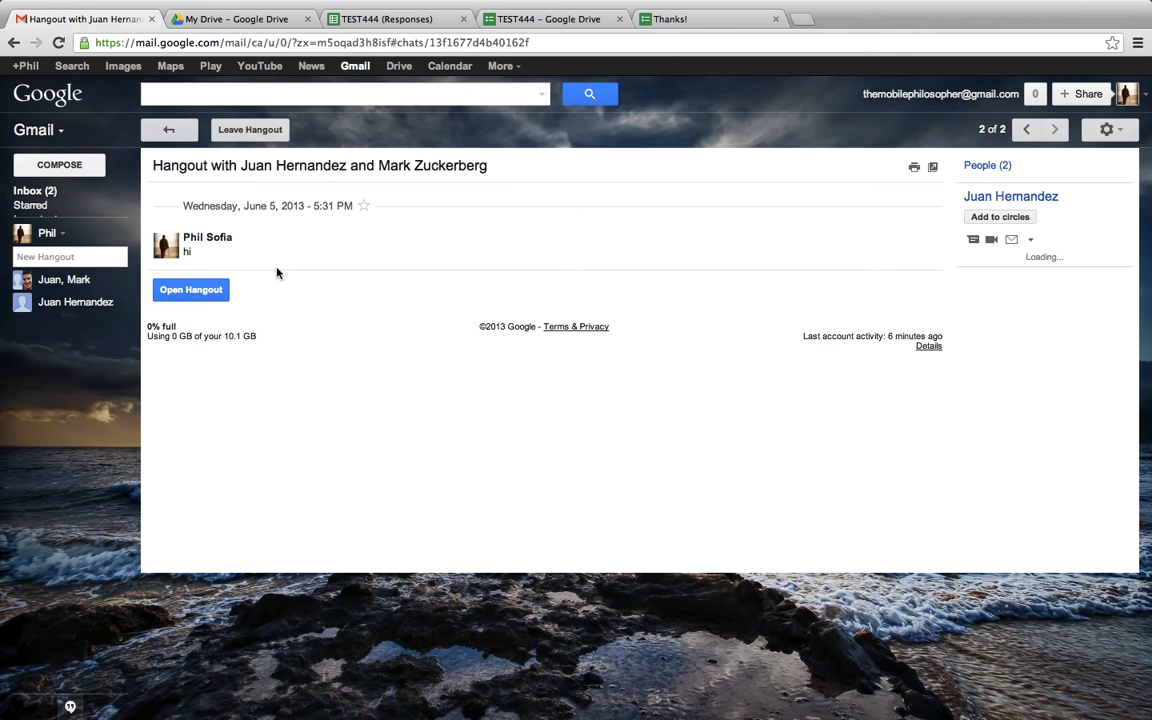 Hangout with Juan Hernan
My Drive – Google Drive
TEST444 (Responses)
TEST444 – Google Drive
Thanks!
https://mail.google.com/mail/ca/u/0/?zx=m5oqad3h8isf#chats/13f1677d4b40162f
+Phil Search Images Maps Play YouTube News Gmail Drive Calendar More
Google
themobilephilosopher@gmail.com 0 + Share
Gmail
Leave Hangout
2 of 2
COMPOSE
Hangout with Juan Hernandez and Mark Zuckerberg
People (2)
Inbox (2)
Starred
Juan Hernandez
Wednesday, June 5, 2013 - 5:31 PM
Add to circles
Phil
Phil Sofia
hi
New Hangout
Loading...
Juan, Mark
Open Hangout
Juan Hernandez
0% full
Using 0 GB of your 10.1 GB
©2013 Google - Terms & Privacy
Last account activity: 6 minutes ago
Details